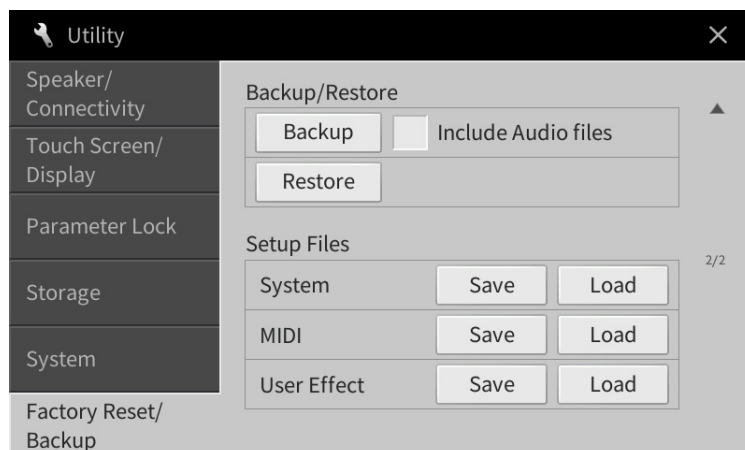 Utility
Speaker/
Connectivity
Touch Screen/
Display
Parameter Lock
Storage
System
Factory Reset/
Backup
Backup/Restore
Backup Include Audio files
Restore
Setup Files
System Save Load
MIDI Save Load
User Effect Save Load
2/2